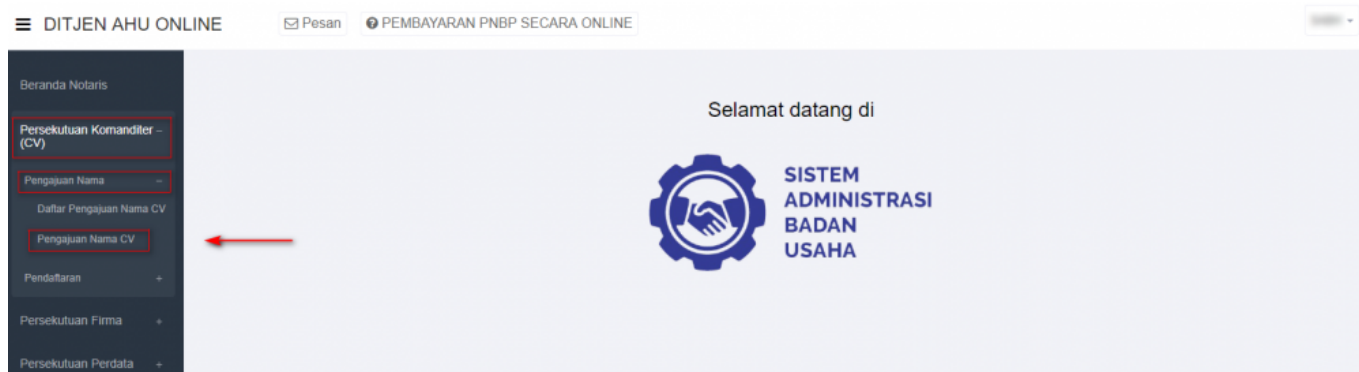 DITJEN AHU ONLINE
Pesan
PEMBAYARAN PNBP SECARA ONLINE
Beranda Notaris
Persekutuan Komanditer –
(CV)
Pengajuan Nama –
Daftar Pengajuan Nama CV
Pengajuan Nama CV
Pendaftaran +
Persekutuan Firma +
Persekutuan Perdata +
Selamat datang di
SISTEM
ADMINISTRASI
BADAN
USAHA